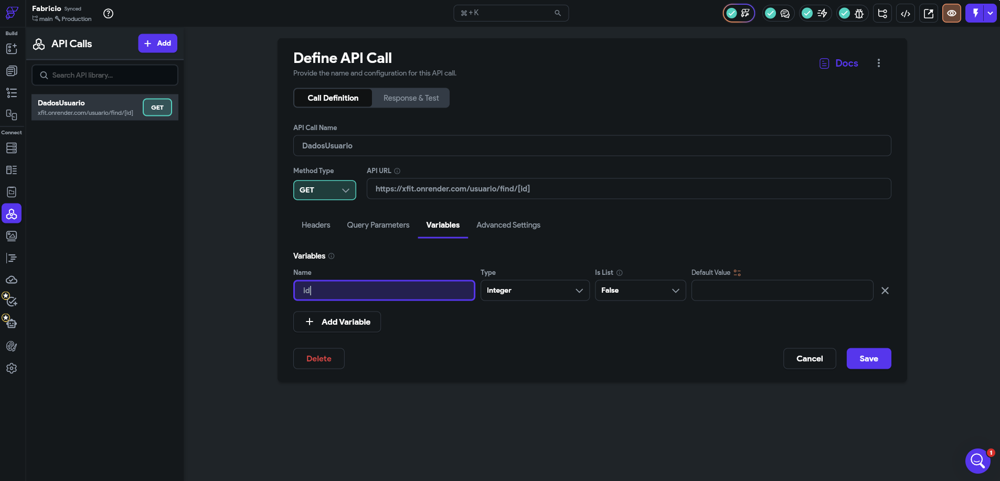 Fabricio Synced
main Production
⌘ + K
Build
API Calls
+ Add
Search API library...
DadosUsuario
xfit.onrender.com/usuario/find/[id]
GET
Connect
Define API Call
Provide the name and configuration for this API call.
Docs
Call Definition
Response & Test
API Call Name
DadosUsuario
Method Type
API URL
GET
https://xfit.onrender.com/usuario/find/[id]
Headers
Query Parameters
Variables
Advanced Settings
Variables
Name
Type
Is List
Default Value
id
Integer
False
+ Add Variable
Delete
Cancel
Save
1